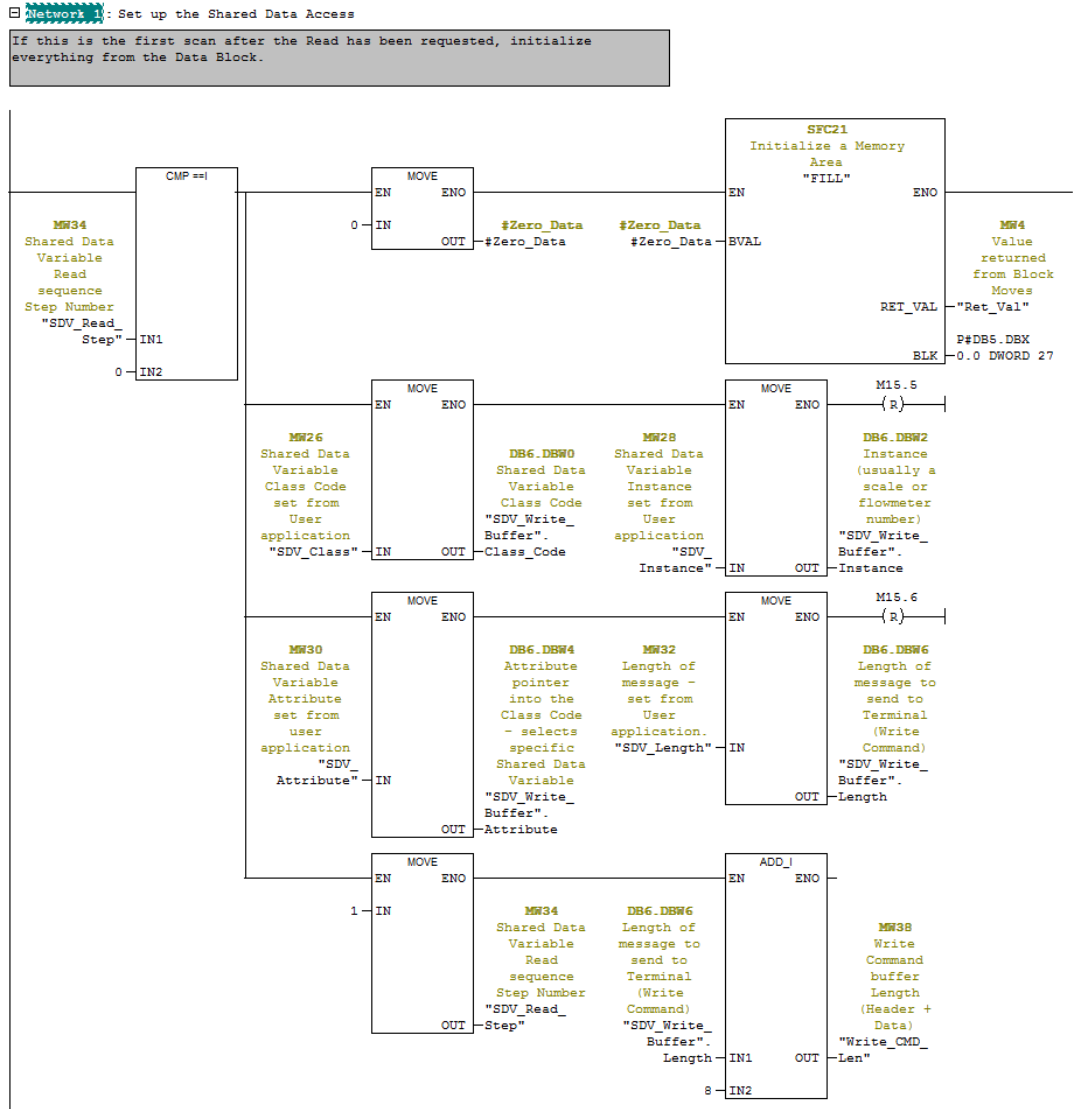 Network 1: Set up the Shared Data Access
If this is the first scan after the Read has been requested, initialize
everything from the Data Block.
CMP ==I
MW34
Shared Data
Variable
Read
sequence
Step Number
"SDV_Read_
Step"
IN1
0
IN2
MOVE
EN ENO
0
IN
OUT
#Zero_Data
#Zero_Data
SFC21
Initialize a Memory
Area
"FILL"
EN ENO
#Zero_Data
#Zero_Data
BVAL
RET_VAL
MW4
Value
returned
from Block
Moves
"Ret_Val"
BLK
P#DB5.DBX
0.0 DWORD 27
MOVE
EN ENO
MW26
Shared Data
Variable
Class Code
set from
User
application
"SDV_Class"
IN
OUT
DB6.DBW0
Shared Data
Variable
Class Code
"SDV_Write_
Buffer".
Class_Code
MOVE
EN ENO
MW28
Shared Data
Variable
Instance
set from
User
application
"SDV_
Instance"
IN
OUT
M15.5
(R)
DB6.DBW2
Instance
(usually a
scale or
flowmeter
number)
"SDV_Write_
Buffer".
Instance
MOVE
EN ENO
MW30
Shared Data
Variable
Attribute
set from
user
application
"SDV_
Attribute"
IN
OUT
DB6.DBW4
Attribute
pointer
into the
Class Code
- selects
specific
Shared Data
Variable
"SDV_Write_
Buffer".
Attribute
MOVE
EN ENO
MW32
Length of
message -
set from
User
application.
"SDV_Length"
IN
OUT
M15.6
(R)
DB6.DBW6
Length of
message to
send to
Terminal
(Write
Command)
"SDV_Write_
Buffer".
Length
MOVE
EN ENO
1
IN
OUT
MW34
Shared Data
Variable
Read
sequence
Step Number
"SDV_Read_
Step"
ADD_I
EN ENO
DB6.DBW6
Length of
message to
send to
Terminal
(Write
Command)
"SDV_Write_
Buffer".
Length
IN1
OUT
8
IN2
MW38
Write
Command
buffer
Length
(Header +
Data)
"Write_CMD_
Len"